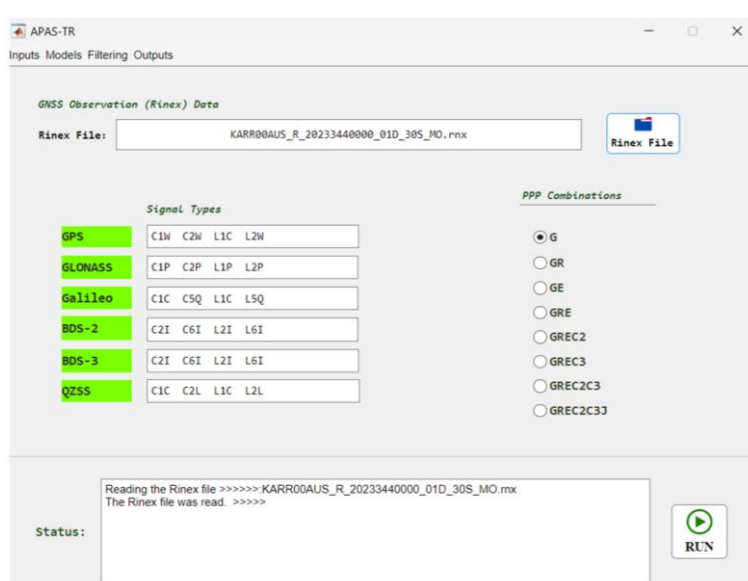 APAS-TR
Inputs Models Filtering Outputs
GNSS Observation (Rinex) Data
Rinex File: KARR00AUS_R_20233440000_01D_30S_MO.rnx Rinex File
PPP Combinations
Signal Types
GPS C1W C2W L1C L2W G
GLONASS C1P C2P L1P L2P GR
Galileo C1C C5Q L1C L5Q GE
GRE
BDS-2 C2I C6I L2I L6I GREC2
BDS-3 C2I C6I L2I L6I GREC3
QZSS C1C C2L L1C L2L GREC2C3
GREC2C3J
Reading the Rinex file >>>>>>:KARR00AUS_R_20233440000_01D_30S_MO.rnx
The Rinex file was read. >>>>>
Status:
RUN